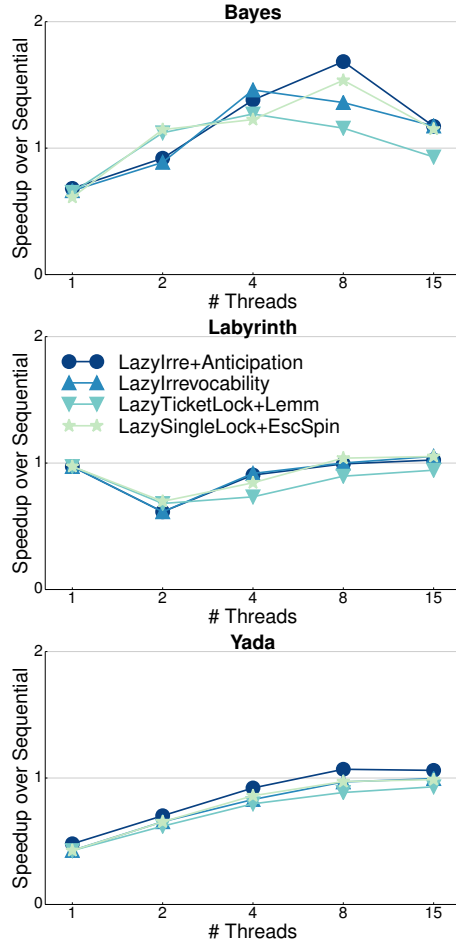 Bayes
2
1
0
Speedup over Sequential
1 2 4 8 15
# Threads
Labyrinth
2
1
0
Speedup over Sequential
LazyIrre+Anticipation
LazyIrrevocability
LazyTicketLock+Lemm
LazySingleLock+EscSpin
1 2 4 8 15
# Threads
Yada
2
1
0
Speedup over Sequential
1 2 4 8 15
# Threads